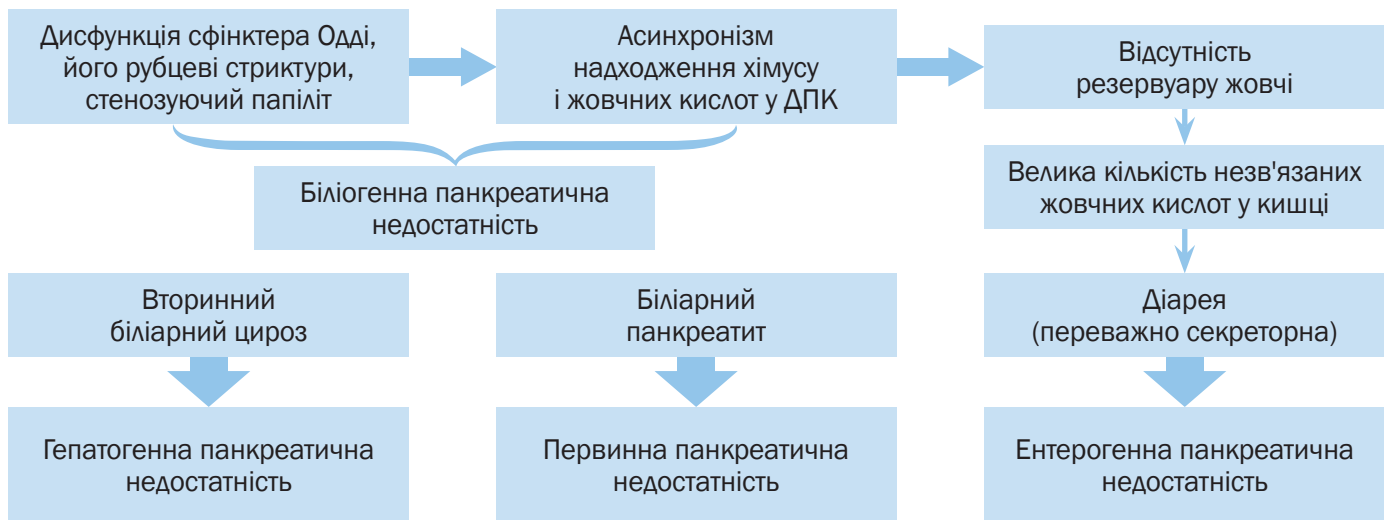 Дисфункція сфінктера Одді,
його рубцеві стриктури,
стенозуючий папіліт
Асинхронізм
надходження хімусу
і жовчних кислот у ДПК
Відсутність
резервуару жовчі
Біліогенна панкреатична
недостатність
Велика кількість незв'язаних
жовчних кислот у кишці
Вторинний
біліарний цироз
Біліарний
панкреатит
Діарея
(переважно секреторна)
Гепатогенна панкреатична
недостатність
Первинна панкреатична
недостатність
Ентерогенна панкреатична
недостатність